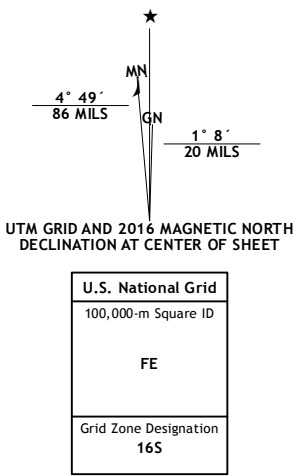 ★
MN
GN
4° 49´
86 MILS
1° 8´
20 MILS
UTM GRID AND 2016 MAGNETIC NORTH
DECLINATION AT CENTER OF SHEET
U.S. National Grid
100,000-m Square ID
FE
Grid Zone Designation
16S